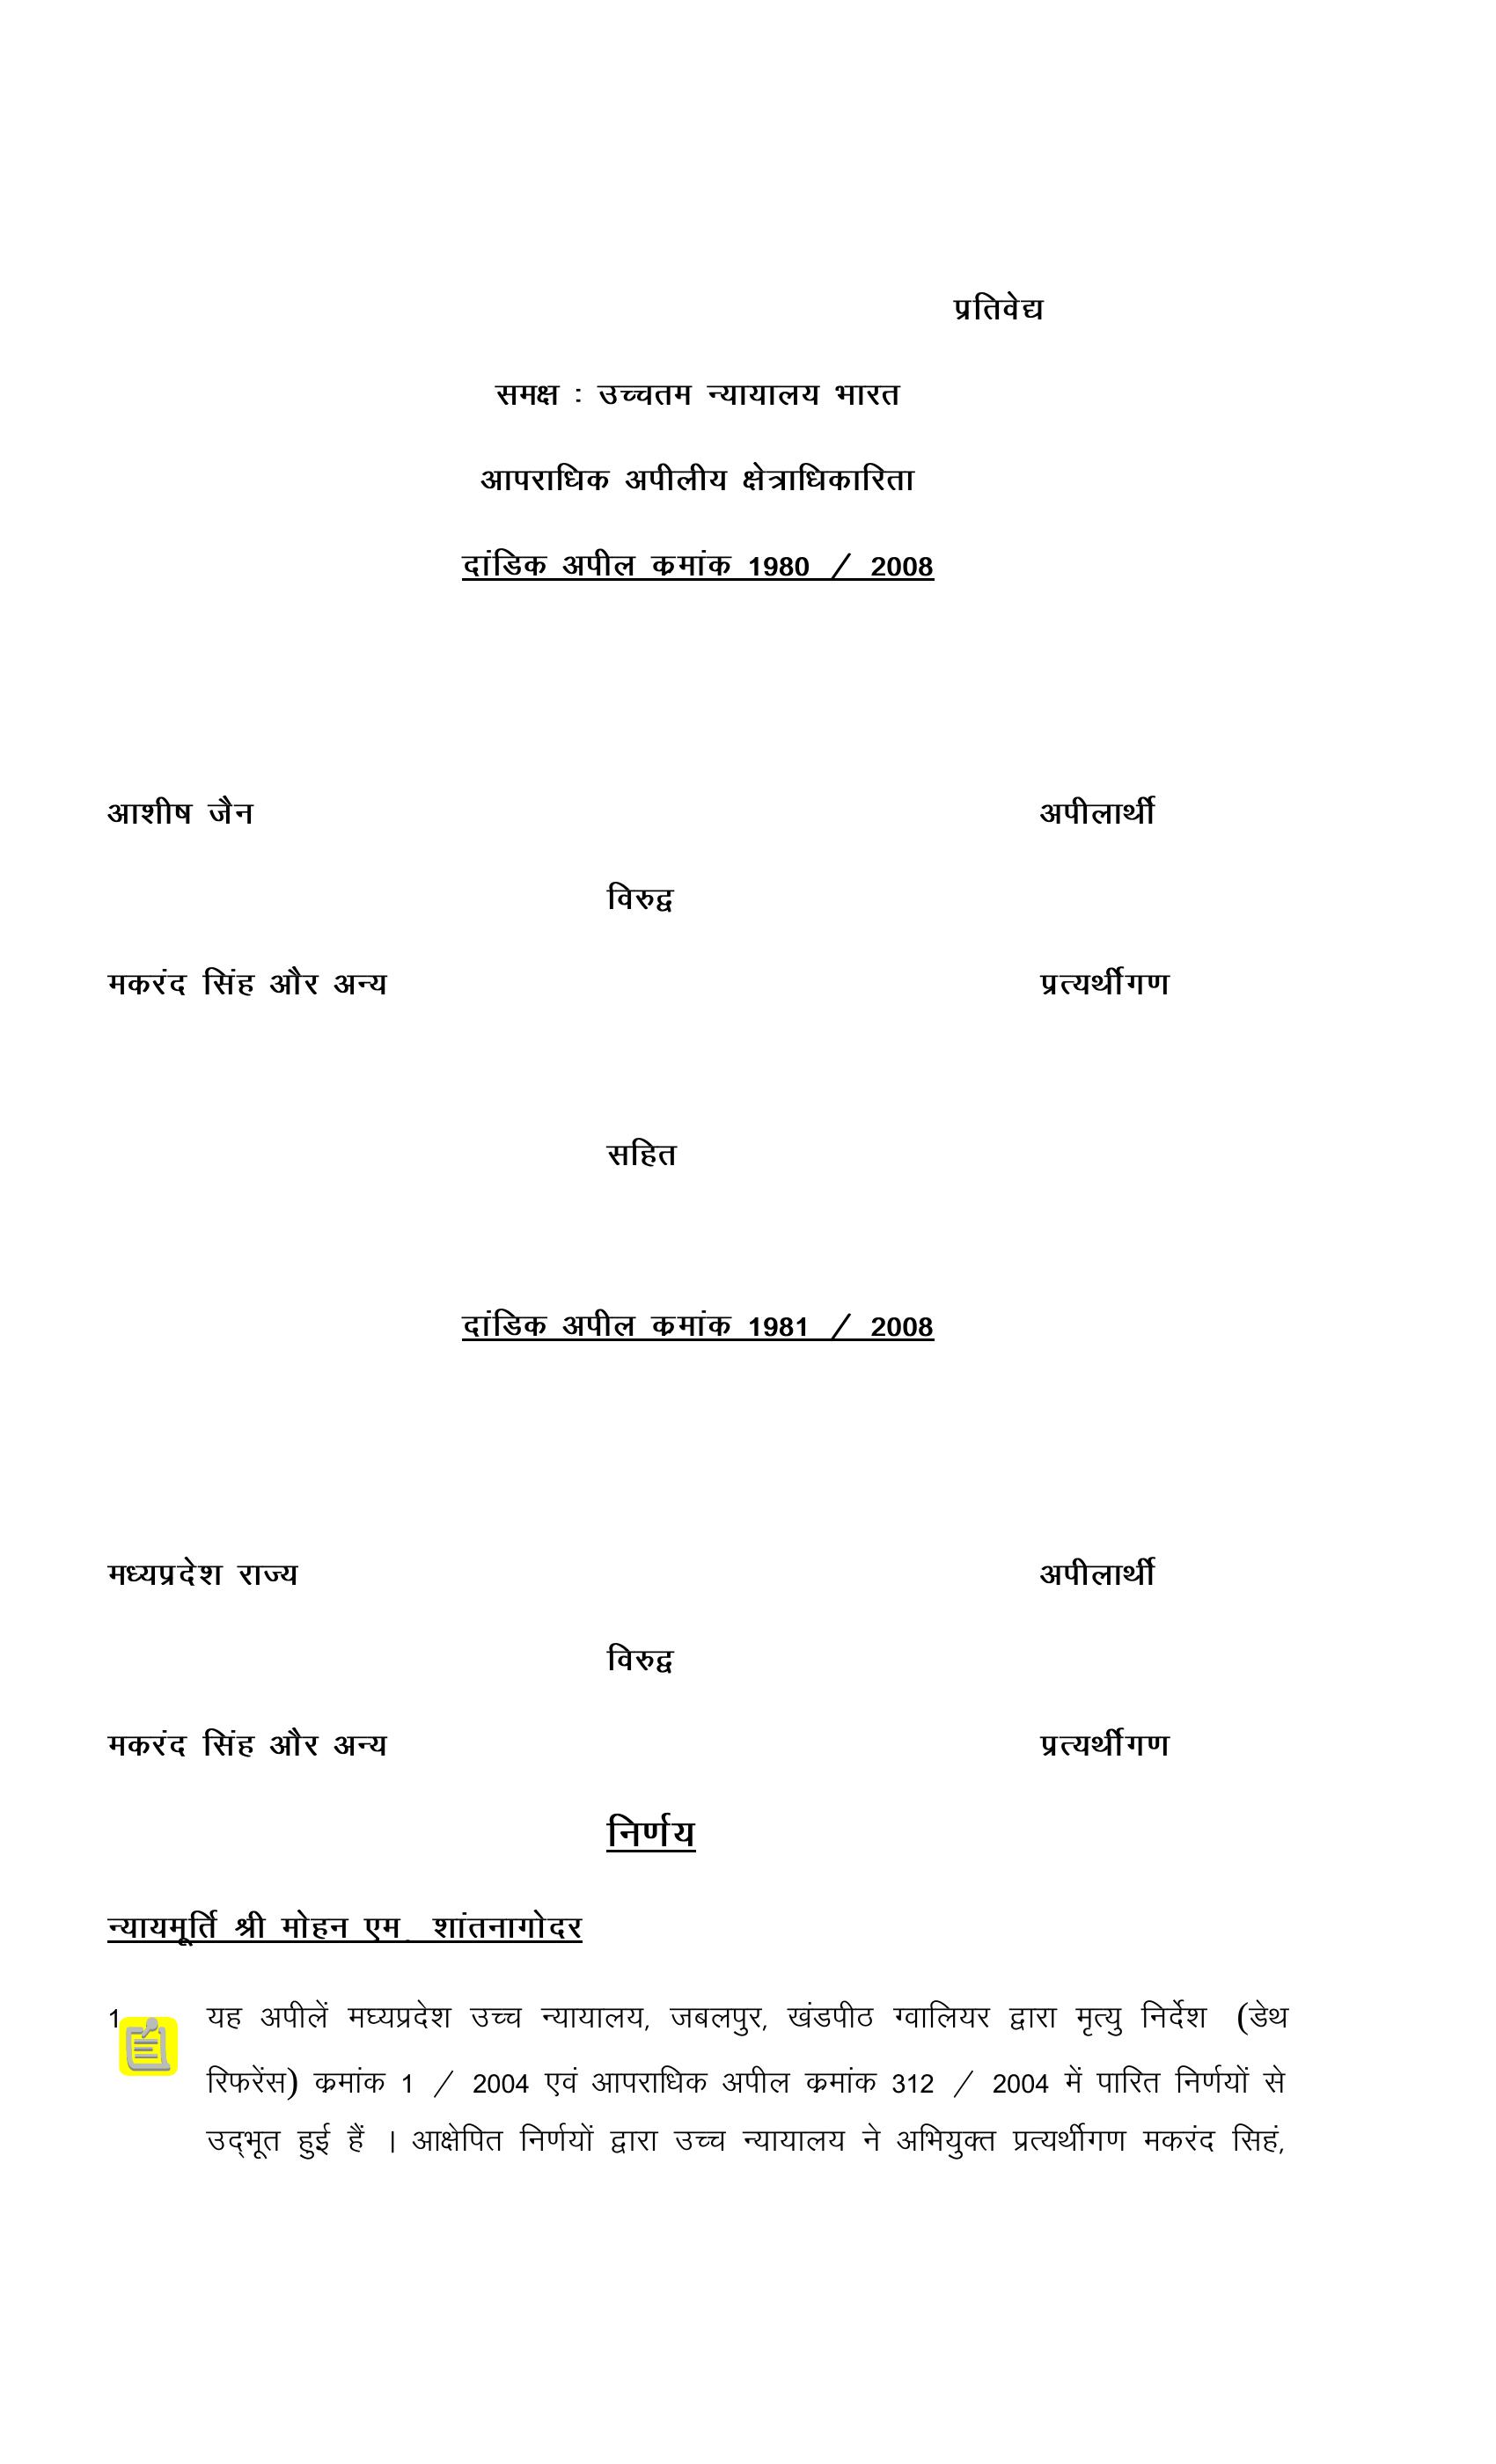 प्रतिवेद्य
समक्ष : उच्चतम न्यायालय भारत
आपराधिक अपीलीय क्षेत्राधिकारिता
दांडिक अपील क्रमांक 1980 / 2008
आशीष जैन अपीलार्थी
विरुद्व
मकरंद सिंह और अन्य प्रत्यर्थीगण
सहित
दांडिक अपील क्रमांक 1981 / 2008
मध्यप्रदेश राज्य अपीलार्थी
विरुद्व
मकरंद सिंह और अन्य प्रत्यर्थीगण
निर्णय
न्यायमूर्ति श्री मोहन एम. शांतनागोदर
1 यह अपीलें मघ्यप्रदेश उच्च न्यायालय, जबलपुर, खंडपीठ ग्वालियर द्वारा मृत्यु निर्देश (डेथ
रिफरेंस) क्रमांक 1 / 2004 एवं आपराधिक अपील क्रमांक 312 / 2004 में पारित निर्णयों से
उद्भूत हुई हैं । आक्षेपित निर्णयों द्वारा उच्च न्यायालय ने अभियुक्त प्रत्यर्थीगण मकरंद सिहं,